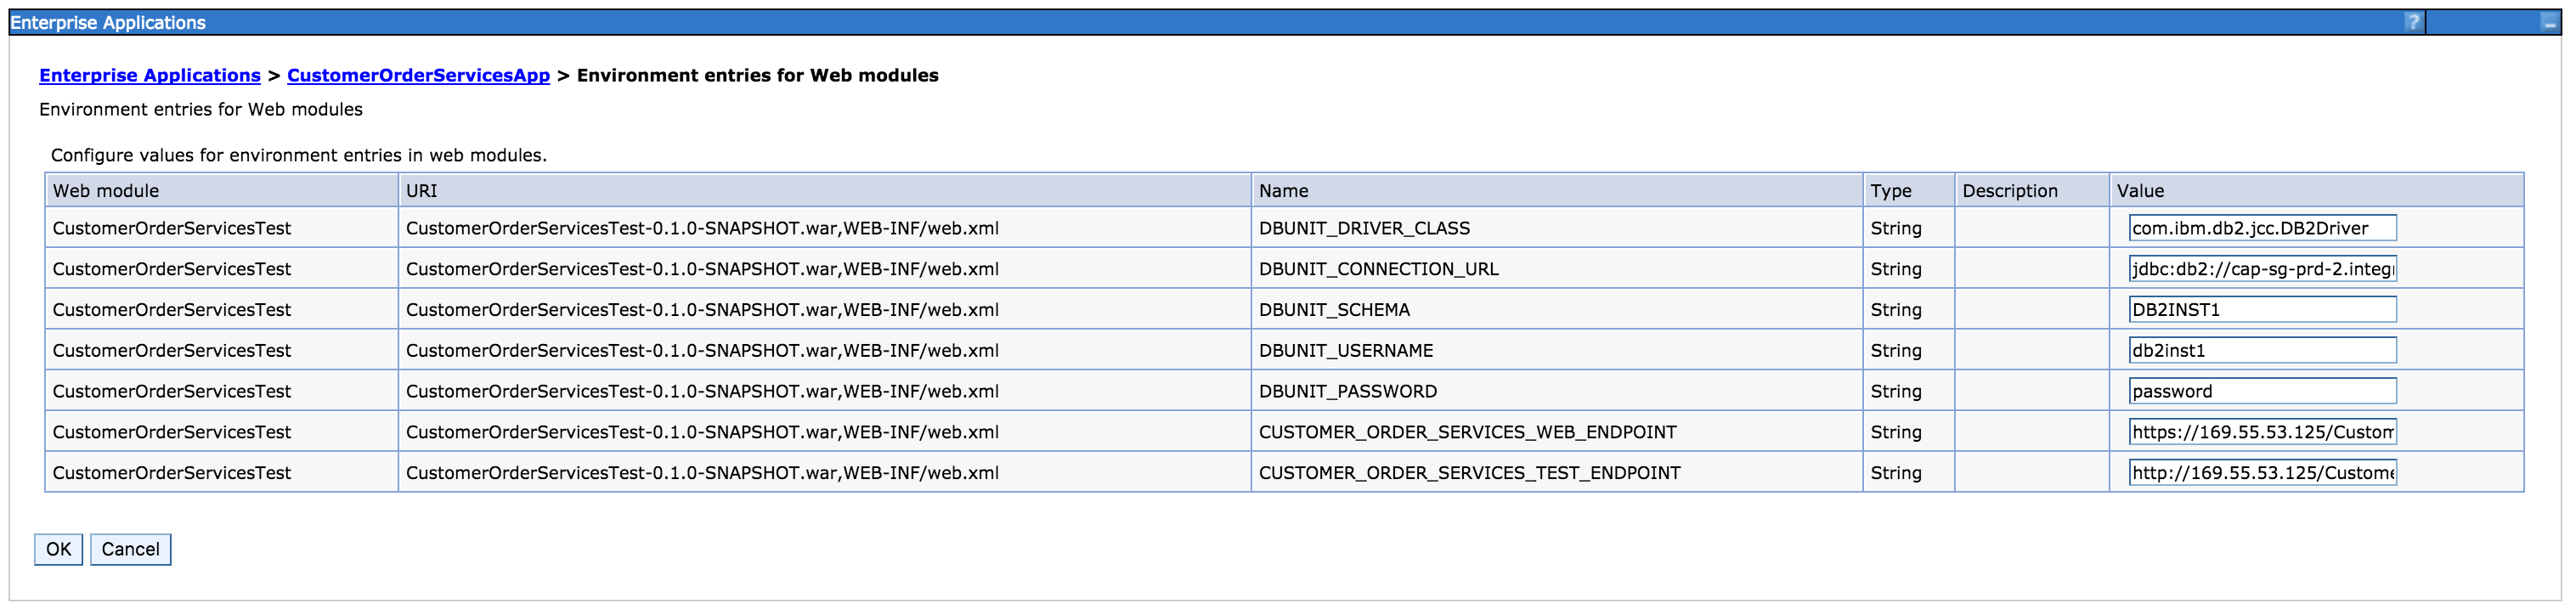 Enterprise Applications ?
Enterprise Applications > CustomerOrderServicesApp > Environment entries for Web modules
Environment entries for Web modules
Configure values for environment entries in web modules.
Web module URI Name Type Description Value
CustomerOrderServicesTest CustomerOrderServicesTest-0.1.0-SNAPSHOT.war,WEB-INF/web.xml DBUNIT_DRIVER_CLASS String com.ibm.db2.jcc.DB2Driver
CustomerOrderServicesTest CustomerOrderServicesTest-0.1.0-SNAPSHOT.war,WEB-INF/web.xml DBUNIT_CONNECTION_URL String jdbc:db2://cap-sg-prd-2.integr
CustomerOrderServicesTest CustomerOrderServicesTest-0.1.0-SNAPSHOT.war,WEB-INF/web.xml DBUNIT_SCHEMA String DB2INST1
CustomerOrderServicesTest CustomerOrderServicesTest-0.1.0-SNAPSHOT.war,WEB-INF/web.xml DBUNIT_USERNAME String db2inst1
CustomerOrderServicesTest CustomerOrderServicesTest-0.1.0-SNAPSHOT.war,WEB-INF/web.xml DBUNIT_PASSWORD String password
CustomerOrderServicesTest CustomerOrderServicesTest-0.1.0-SNAPSHOT.war,WEB-INF/web.xml CUSTOMER_ORDER_SERVICES_WEB_ENDPOINT String https://169.55.53.125/Custom
CustomerOrderServicesTest CustomerOrderServicesTest-0.1.0-SNAPSHOT.war,WEB-INF/web.xml CUSTOMER_ORDER_SERVICES_TEST_ENDPOINT String http://169.55.53.125/Custome
OK Cancel